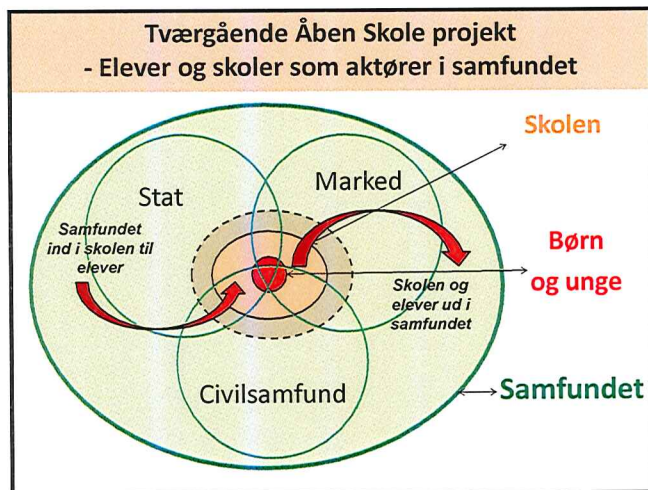 Tværgående Åben Skole projekt
- Elever og skoler som aktører i samfundet
Skolen
Stat
Marked
Samfundet
ind i skolen til
elever
Børn
og unge
Skolen og
elever ud i
samfundet
Civilsamfund
Samfundet